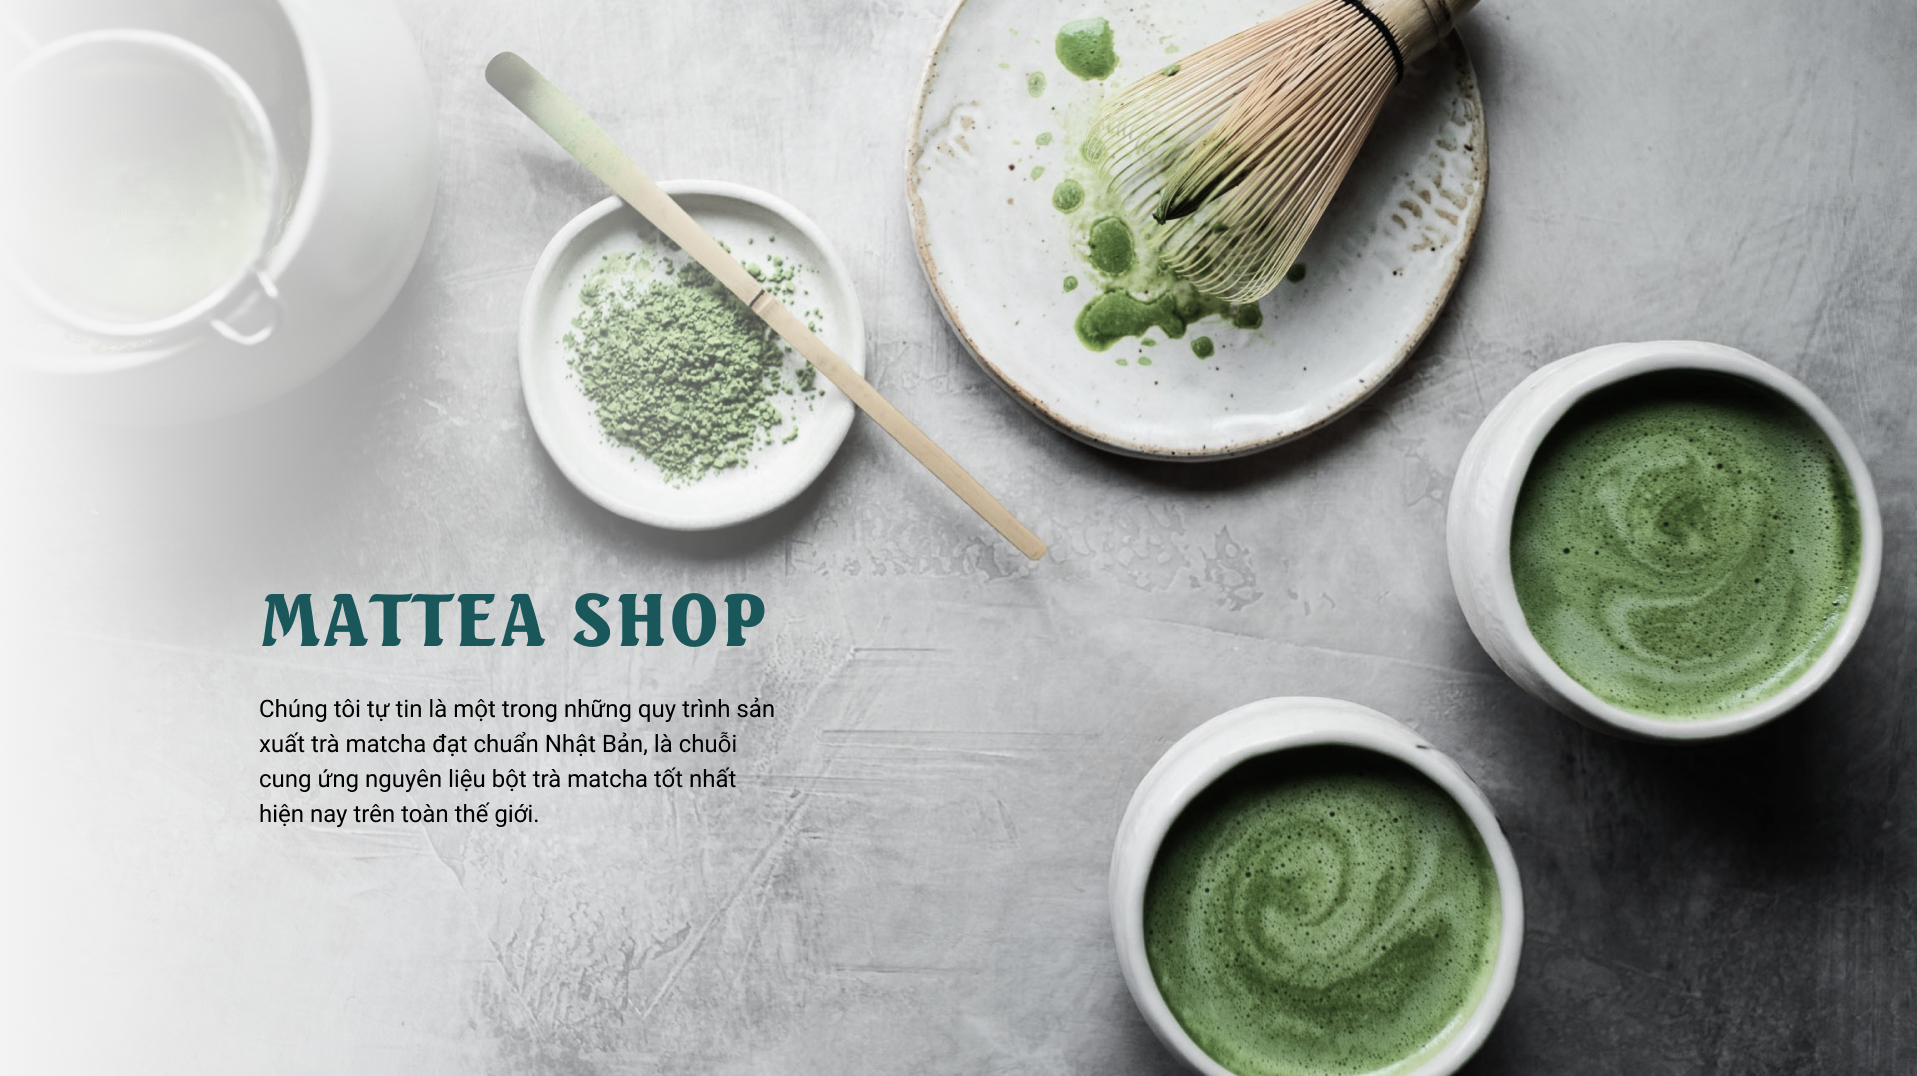 MATTEA SHOP
Chúng tôi tự tin là một trong những quy trình sản
xuất trà matcha đạt chuẩn Nhật Bản, là chuỗi
cung ứng nguyên liệu bột trà matcha tốt nhất
hiện nay trên toàn thế giới.